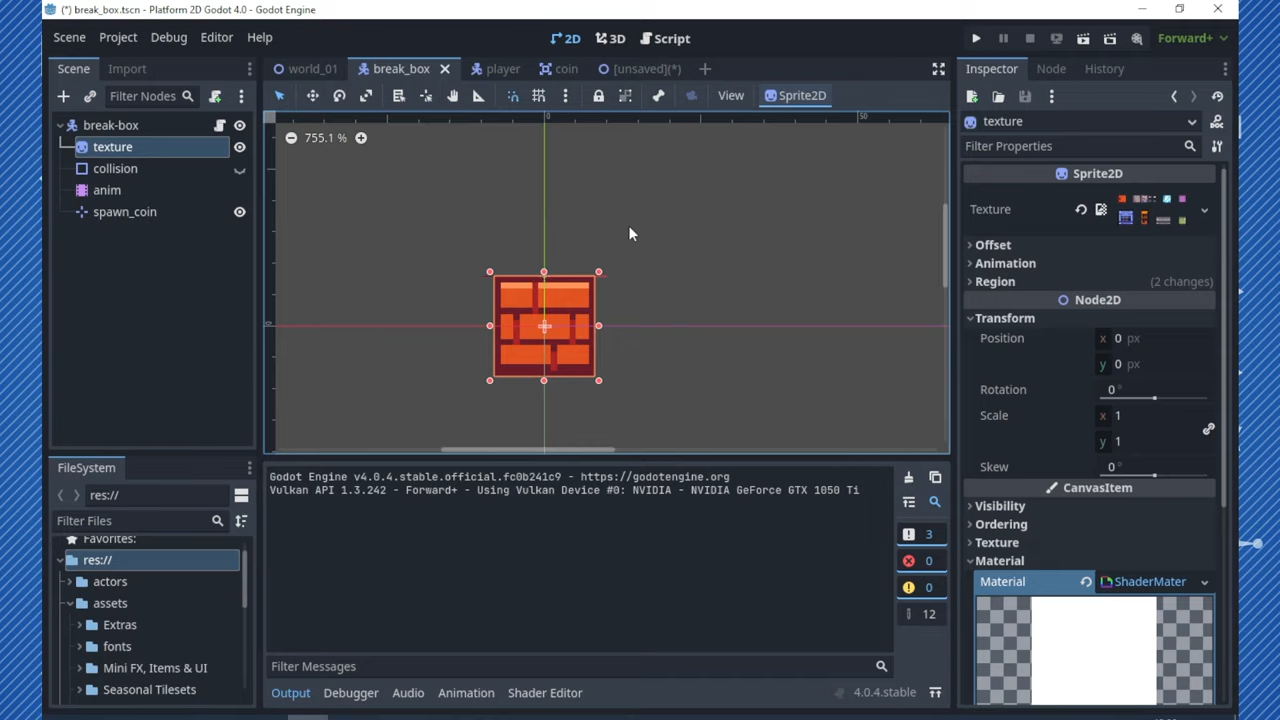 (*) break_box.tscn - Platform 2D Godot 4.0 - Godot Engine
Scene Project Debug Editor Help
2D 3D Script
Forward+
Scene Import
world_01 break_box player coin [unsaved](*)
Inspector Node History
Filter Nodes
View Sprite2D
break-box
texture
collision
anim
spawn_coin
0 50
755.1 %
0
texture
Filter Properties
Sprite2D
Texture
Offset
Animation
Region (2 changes)
Node2D
Transform
Position x 0 px
y 0 px
Rotation 0 °
Scale x 1
y 1
Skew 0 °
CanvasItem
Visibility
Ordering
Texture
Material
Material ShaderMater
FileSystem
res://
Filter Files
Favorites:
res://
actors
assets
Extras
fonts
Mini FX, Items & UI
Seasonal Tilesets
Godot Engine v4.0.4.stable.official.fc0b241c9 - https://godotengine.org
Vulkan API 1.3.242 - Forward+ - Using Vulkan Device #0: NVIDIA - NVIDIA GeForce GTX 1050 Ti
3
0
0
12
Filter Messages
Output Debugger Audio Animation Shader Editor 4.0.4.stable